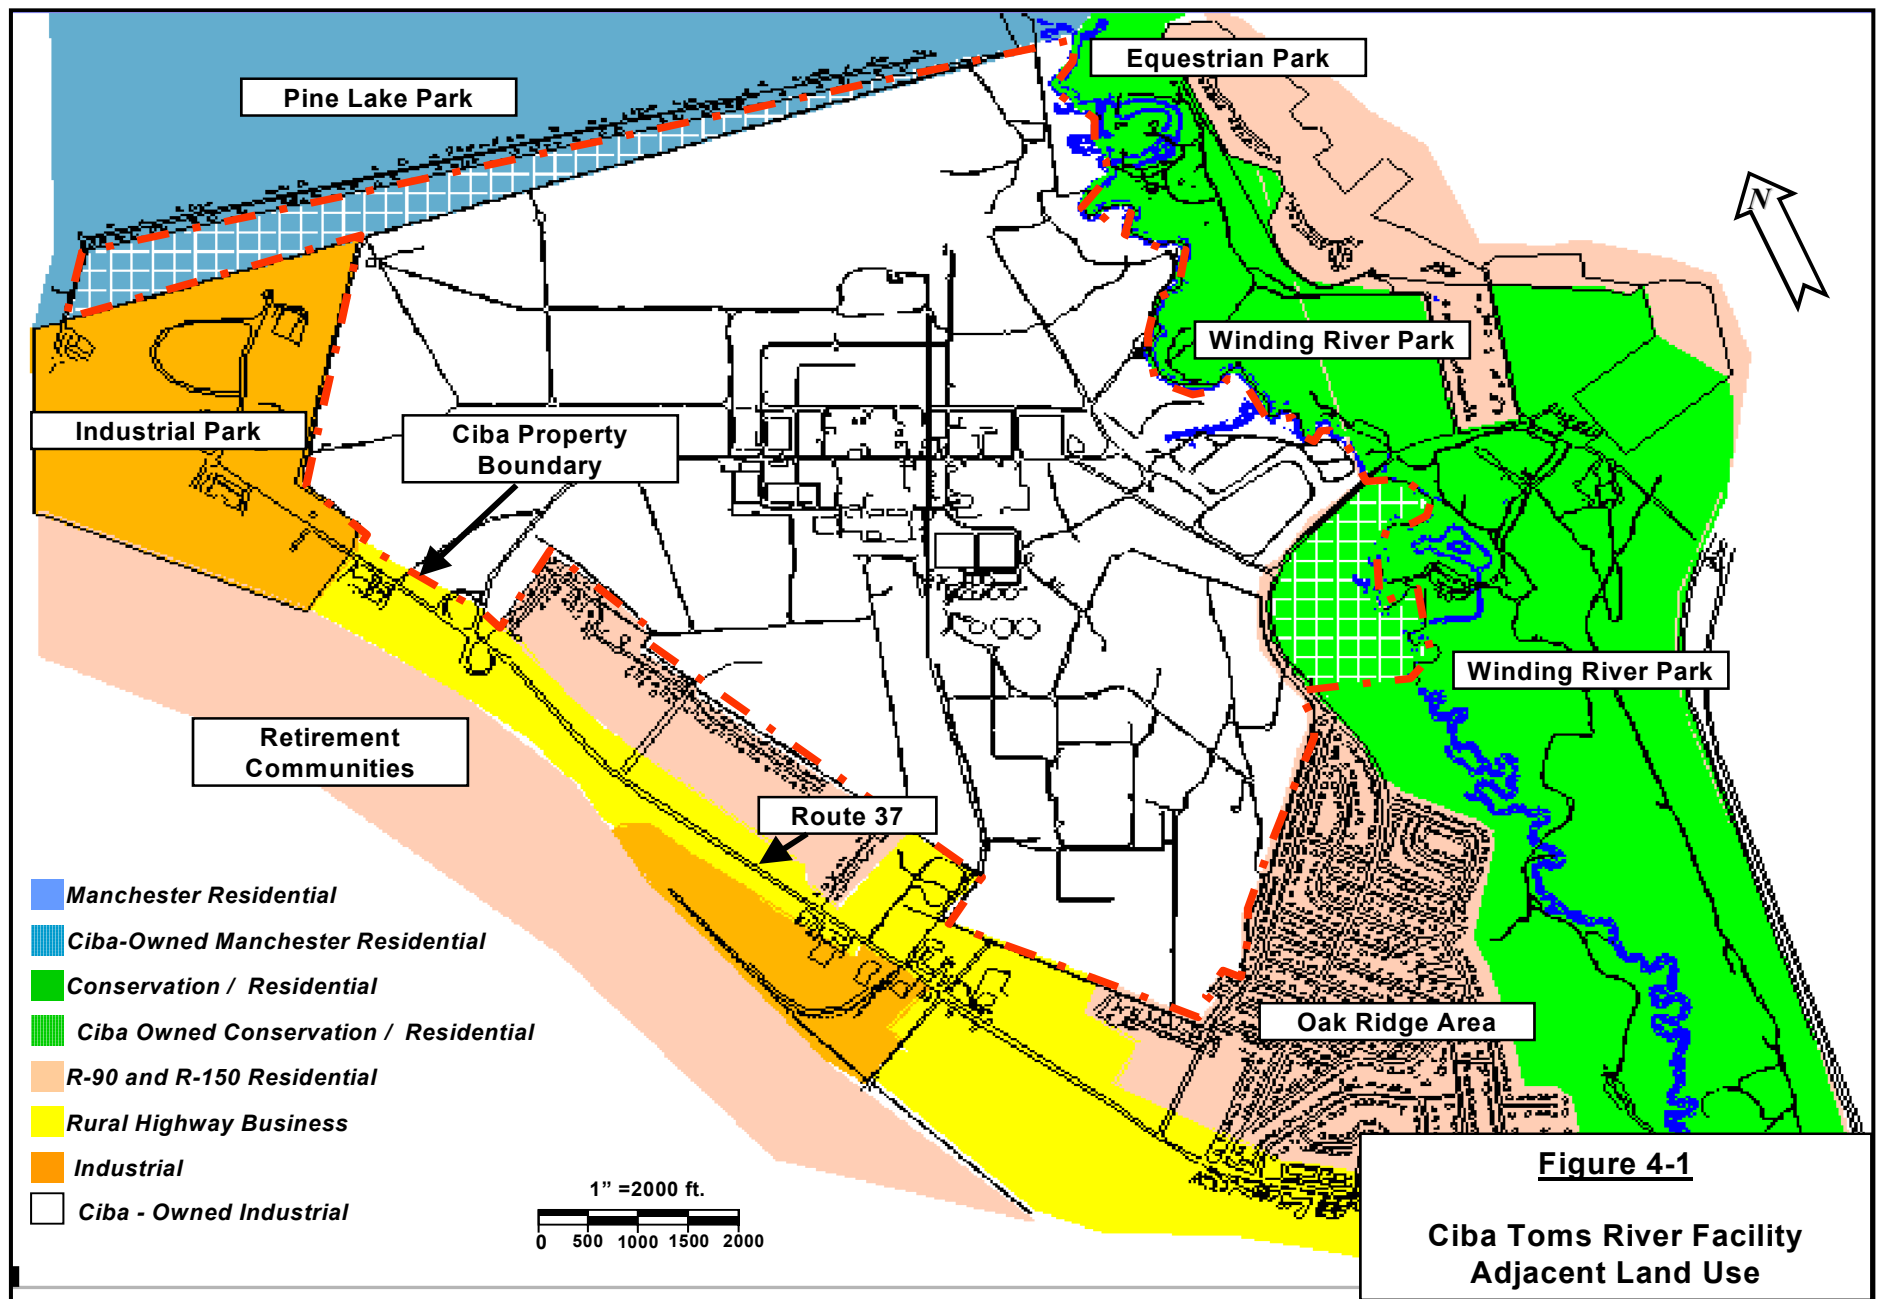 Equestrian Park
Pine Lake Park
N
Winding River Park
Industrial Park
Ciba Property
Boundary
Winding River Park
Retirement
Communities
Route 37
Manchester Residential
Ciba-Owned Manchester Residential
Conservation / Residential
Ciba Owned Conservation / Residential
R-90 and R-150 Residential
Rural Highway Business
Industrial
Ciba - Owned Industrial
Oak Ridge Area
1” =2000 ft.
0 500 1000 1500 2000
Figure 4-1
Ciba Toms River Facility
Adjacent Land Use